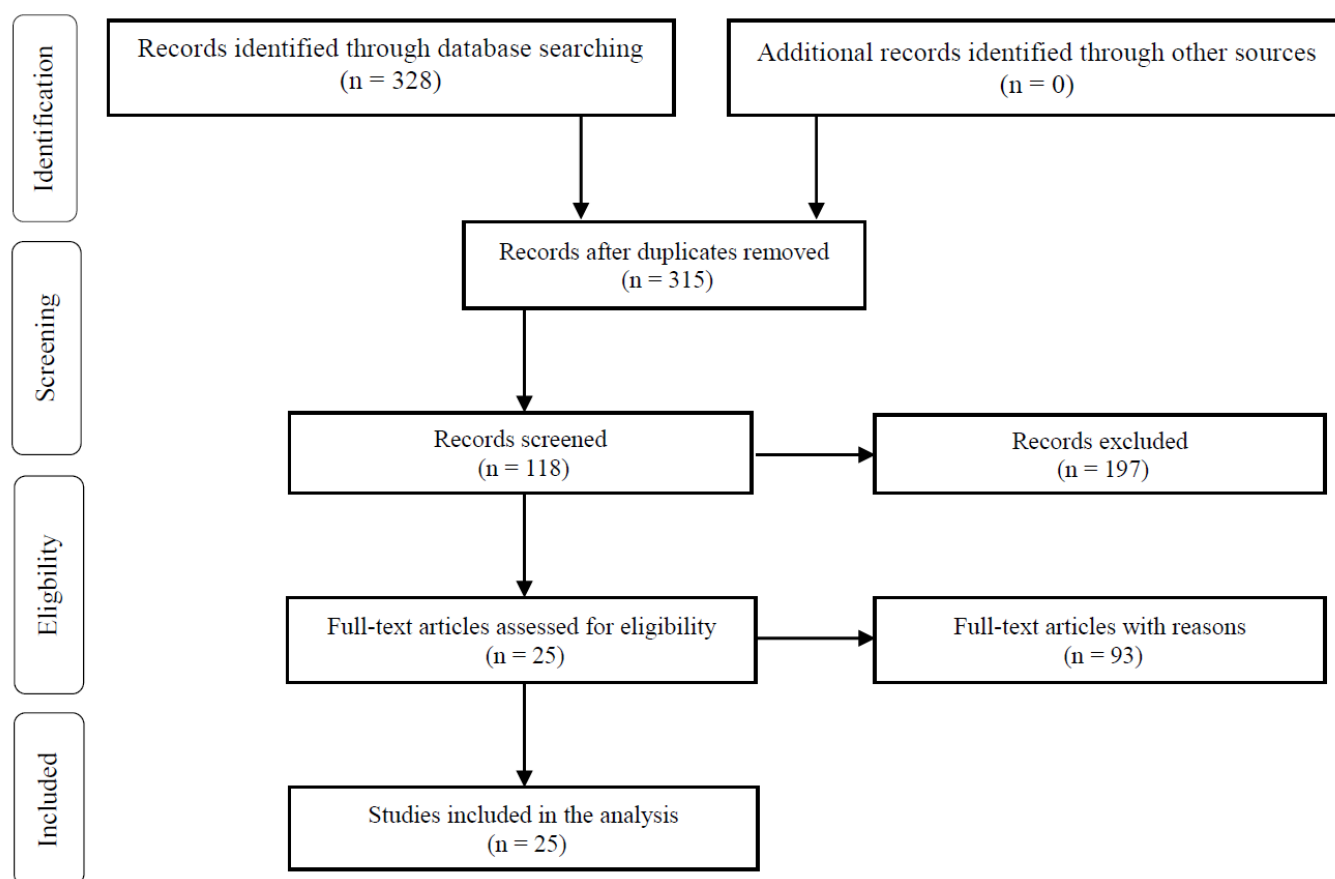 Identification
Records identified through database searching
(n = 328)
Additional records identified through other sources
(n = 0)
Screening
Records after duplicates removed
(n = 315)
Records screened
(n = 118)
Records excluded
(n = 197)
Eligbility
Full-text articles assessed for eligibility
(n = 25)
Full-text articles with reasons
(n = 93)
Included
Studies included in the analysis
(n = 25)